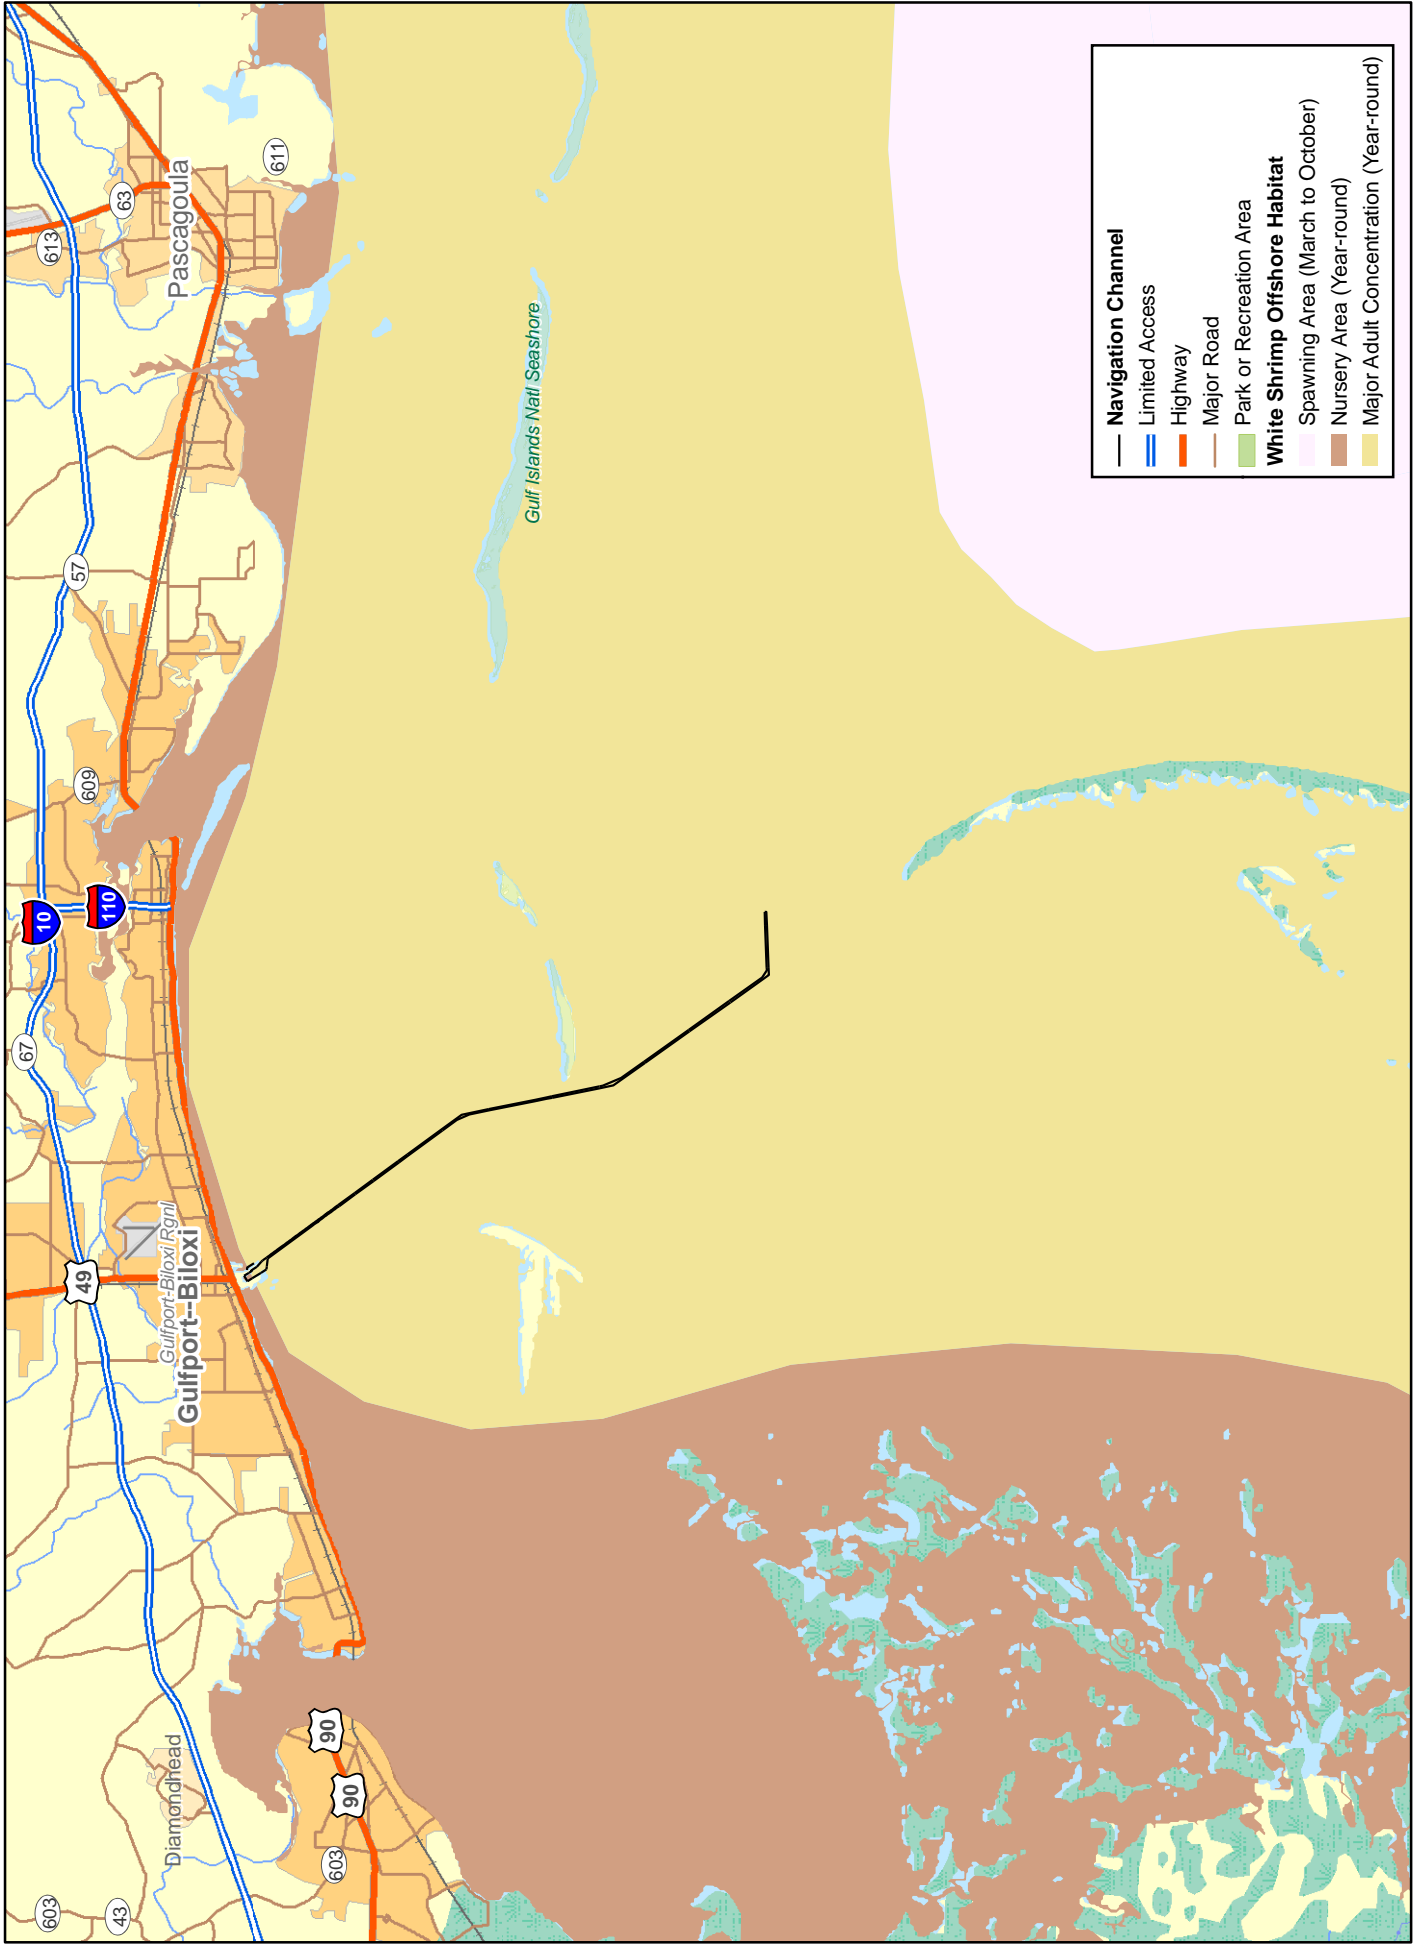 603
43
Diamondhead
90
90
603
49
Gulfport-Biloxi Rgnl
Gulfport--Biloxi
67
10
110
609
57
613
63
Pascagoula
611
Gulf Islands Natl Seashore
Navigation Channel
Limited Access
Highway
Major Road
Park or Recreation Area
White Shrimp Offshore Habitat
Spawning Area (March to October)
Nursery Area (Year-round)
Major Adult Concentration (Year-round)